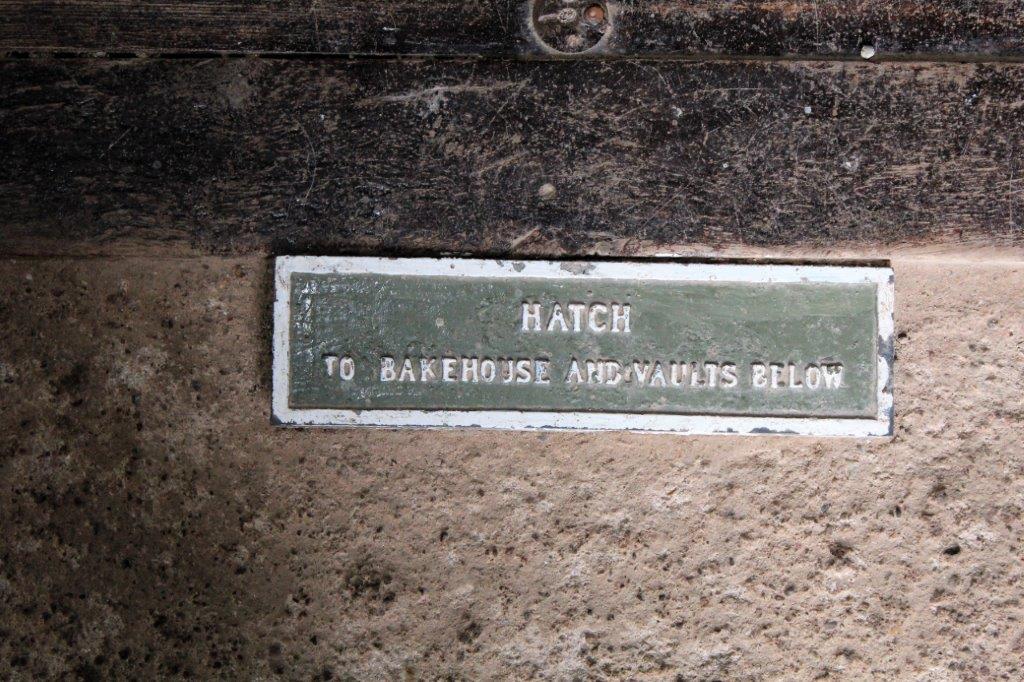 HATCH
TO BAKEHOUSE AND VAULTS BELOW